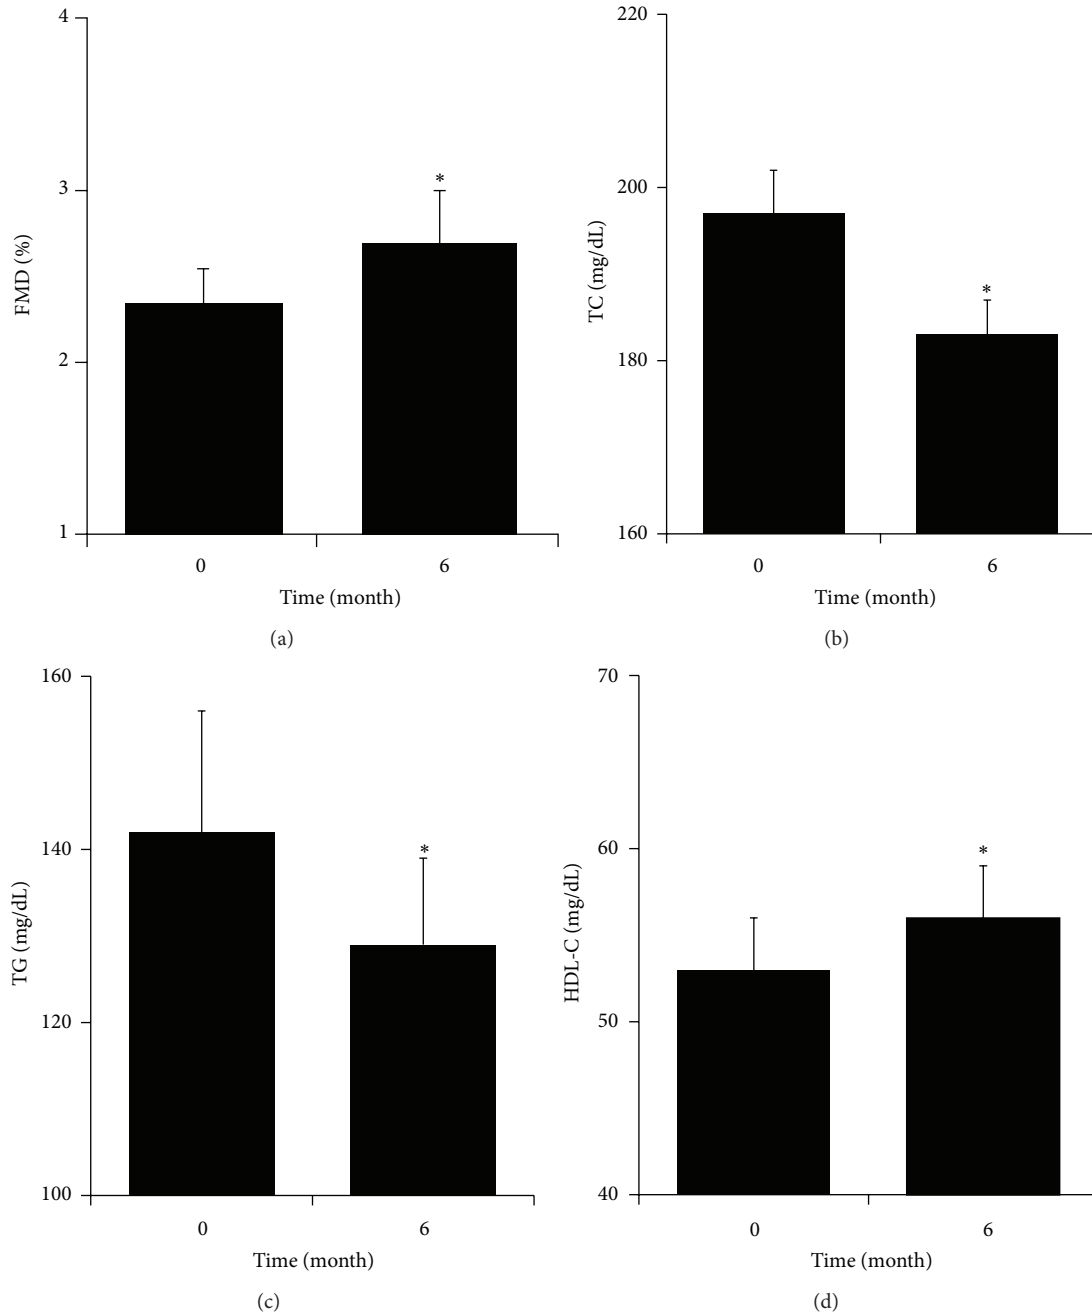 4
3
2
1
FMD (%)
*
0
6
Time (month)
(a)
220
200
180
160
TC (mg/dL)
*
0
6
Time (month)
(b)
160
140
120
100
TG (mg/dL)
*
0
6
Time (month)
(c)
70
60
50
40
HDL-C (mg/dL)
*
0
6
Time (month)
(d)